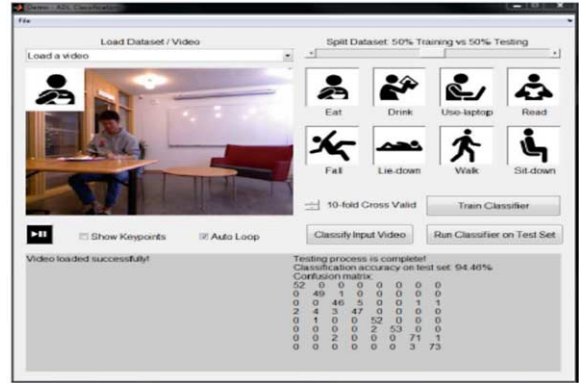 Demo - ADL Classification
File
Load Dataset / Video
Split Dataset: 50% Training vs 50% Testing
Load a video
Eat
Drink
Use-laptop
Read
Fall
Lie-down
Walk
Sit-down
10-fold Cross Valid
Train Classifier
Show Keypoints
Auto Loop
Classify Input Video
Run Classifier on Test Set
Video loaded successfully!
Testing process is complete!
Classification accuracy on test set: 94.46%
Confusion matrix:
52 0 0 0 0 0 0 0
0 49 1 0 0 0 0 0
0 0 46 5 0 0 1 1
2 4 3 47 0 0 0 0
0 1 0 0 52 0 0 0
0 0 0 0 2 53 0 0
0 0 2 0 0 0 71 1
0 0 0 0 0 0 3 73